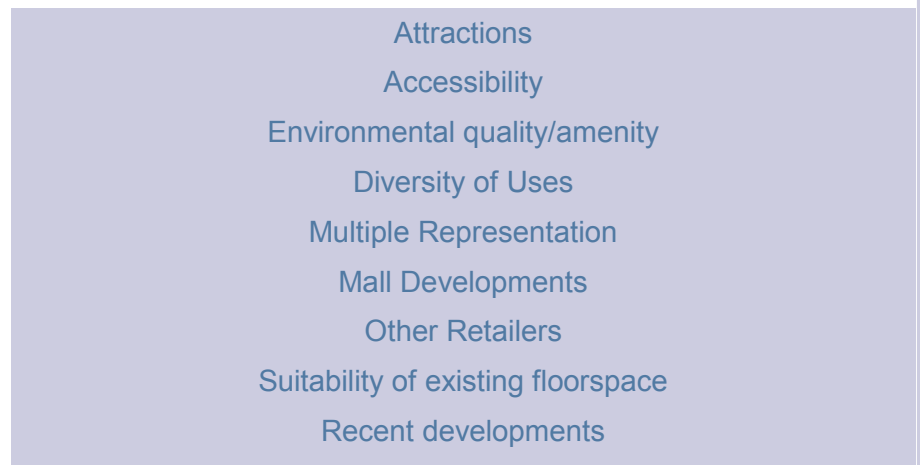 Attractions
Accessibility
Environmental quality/amenity
Diversity of Uses
Multiple Representation
Mall Developments
Other Retailers
Suitability of existing floorspace
Recent developments